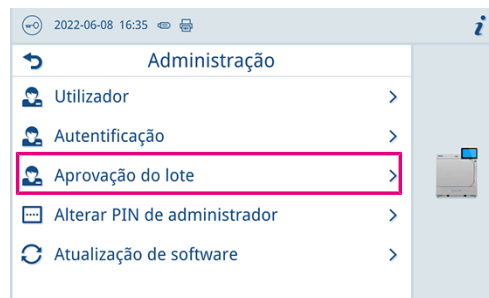 2022-06-08 16:35
Administração
Utilizador
Autentificação
Aprovação do lote
Alterar PIN de administrador
Atualização de software